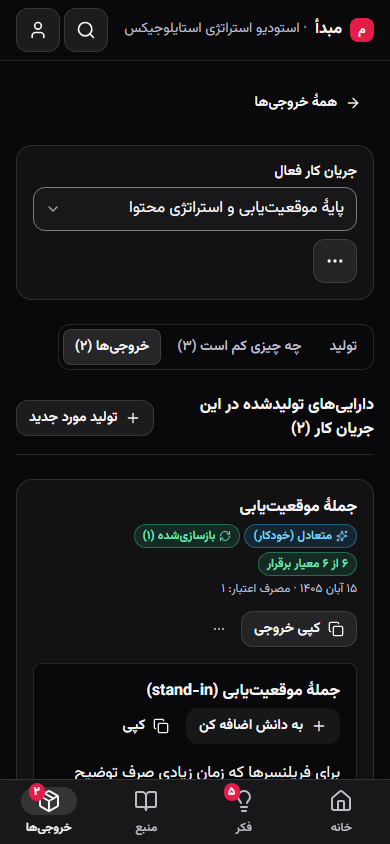 م مبدأ · استودیو استراتژی استایلوجیکس
همهٔ خروجی‌ها
جریان کار فعال
پایهٔ موقعیت‌یابی و استراتژی محتوا
تولید
چه چیزی کم است (۳)
خروجی‌ها (۲)
دارایی‌های تولیدشده در این
جریان کار (۲)
تولید مورد جدید
جملهٔ موقعیت‌یابی
متعادل (خودکار)
بازسازی‌شده (۱)
۶ از ۶ معیار برقرار
۱۵ آبان ۱۴۰۵ · مصرف اعتبار: ۱
کپی خروجی
جملهٔ موقعیت‌یابی (stand-in)
به دانش اضافه کن
کپی
برای فریلنسرها که زمان زیادی صرف توضیح
خانه
۵
فکر
منبع
۲
خروجی‌ها